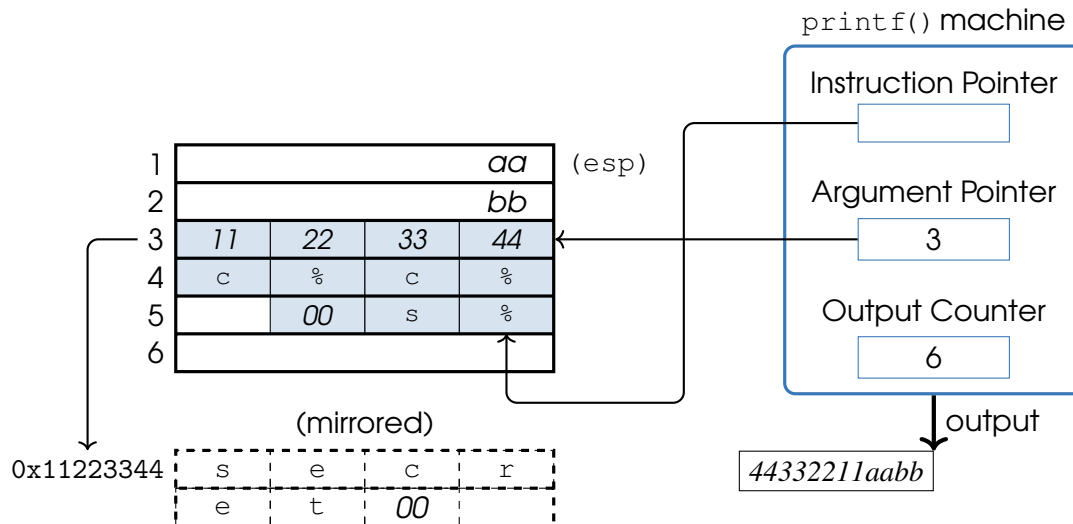 printf() machine
Instruction Pointer
1 aa (esp)
2 bb
Argument Pointer
3 11 22 33 44
3
4 c % c %
5 00 s %
Output Counter
6
6
(mirrored)
output
0x11223344 s e c r
44332211aabb
e t 00